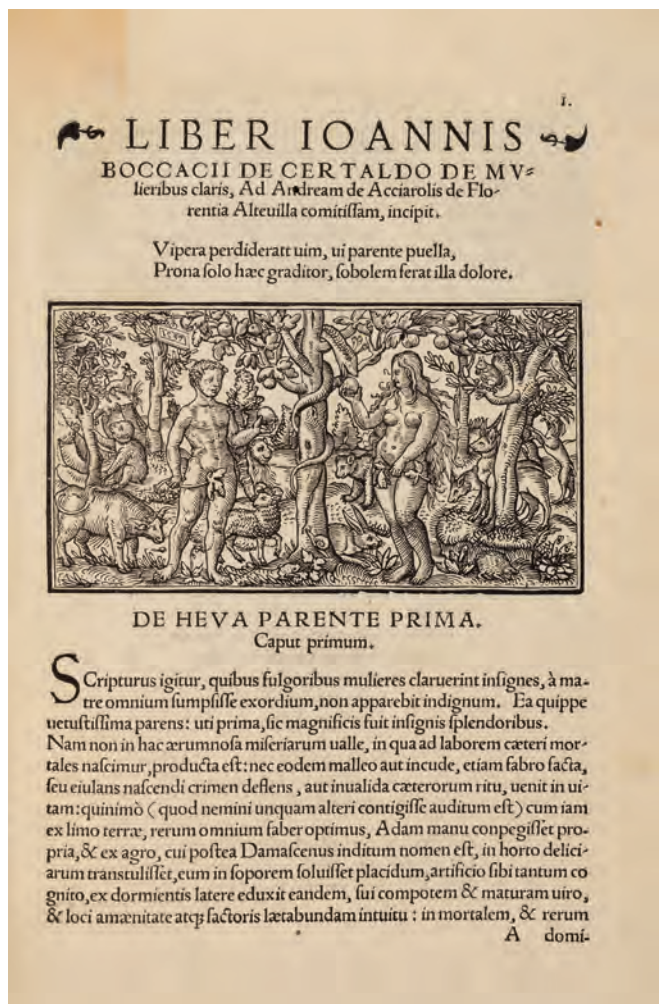 1.
LIBER IOANNIS
BOCCACII DE CERTALDO DE MV⸗
lieribus claris, Ad Andream de Acciarolis de Flo-
rentia Alteuilla comitiſſam, incipit.
Vipera perdideratt uim, ui parente puella,
Prona ſolo hæc graditor, ſobolem ferat illa dolore.
DE HEVA PARENTE PRIMA.
Caput primum.
SCripturus igitur, quibus fulgoribus mulieres claruerint inſignes, à ma-
tre omnium ſumpſiſſe exordium, non apparebit indignum. Ea quippe
uetuſtiſſima parens: uti prima, ſic magnificis fuit inſignis ſplendoribus.
Nam non in hac ærumnoſa miſeriarum ualle, in qua ad laborem cæteri mor-
tales naſcimur, producta eſt: nec eodem malleo aut incude, etiam fabro facta,
ſeu eiulans naſcendi crimen deflens, aut inualida cæterorum ritu, uenit in ui-
tam: quinimò (quod nemini unquam alteri contigiſſe auditum eſt) cum iam
ex limo terræ, rerum omnium faber optimus, Adam manu conpegiſſet pro-
pria, & ex agro, cui poſtea Damaſcenus inditum nomen eſt, in horto delici-
arum tranſtuliſſet, eum in ſoporem ſoluiſſet placidum, artificio ſibi tantum co
gnito, ex dormientis latere eduxit eandem, ſui compotem & maturam uiro,
& loci amænitate atqꝫ factoris lætabundam intuitu: in mortalem, & rerum
A domi-